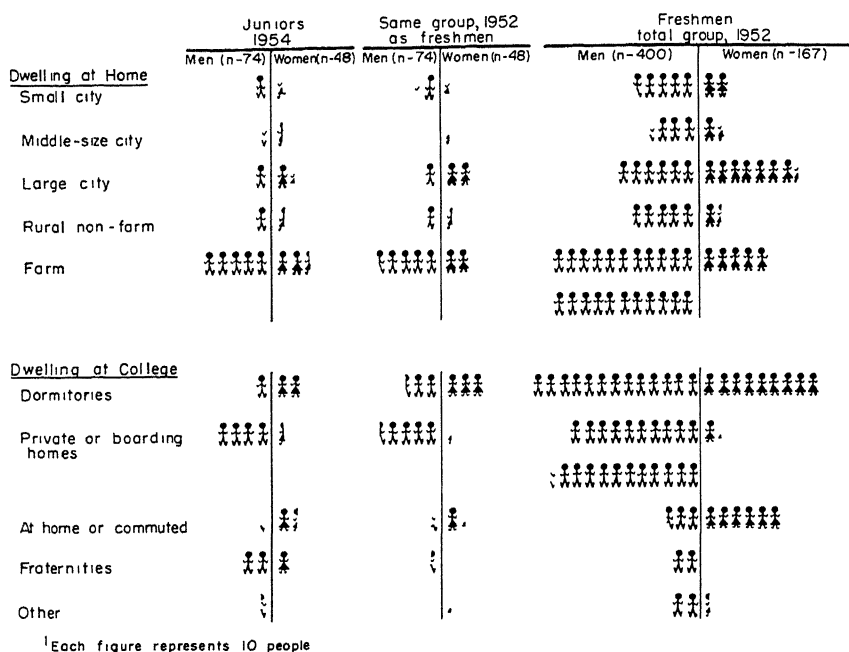 Juniors
1954
Same group, 1952
as freshmen
Freshmen
total group, 1952
Men (n-74) Women (n-48) Men (n-74) Women (n-48) Men (n-400) Women (n-167)
Dwelling at Home
Small city
Middle-size city
Large city
Rural non-farm
Farm
Dwelling at College
Dormitories
Private or boarding
homes
At home or commuted
Fraternities
Other
¹Each figure represents 10 people